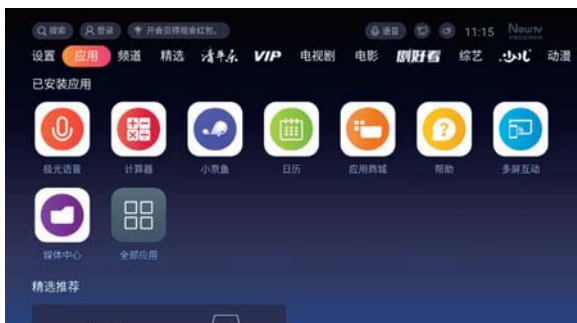 搜索 登录 开会员得现金红包。 语音 11:15 Newtv
设置 应用 频道 精选 清平乐 VIP 电视剧 电影 剧好看 综艺 少儿 动漫
已安装应用
极光语音 计算器 小京鱼 日历 应用商城 帮助 多屏互动
媒体中心 全部应用
精选推荐